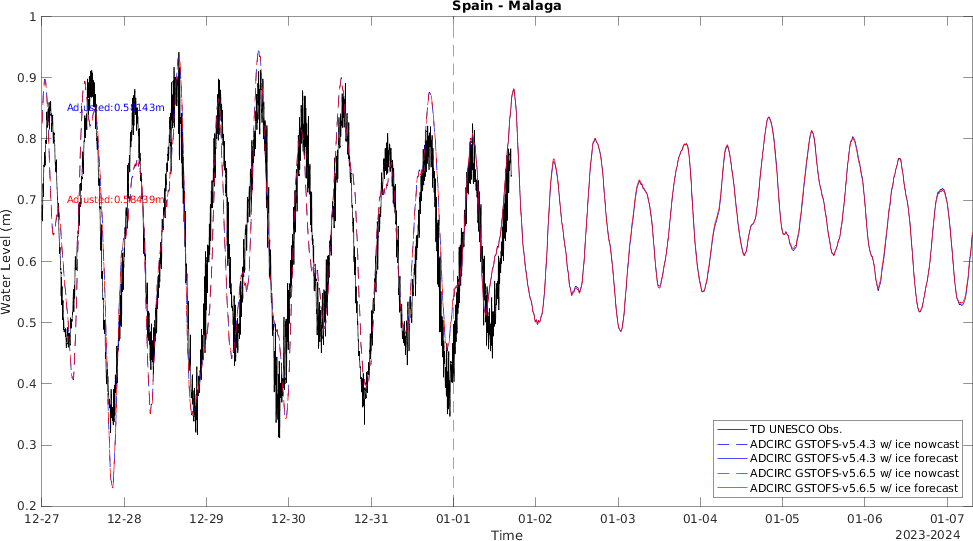 Spain - Malaga
1
0.9
0.8
0.7
0.6
0.5
0.4
0.3
0.2
Water Level (m)
Adjusted:0.58143m
Adjusted:0.58439m
TD UNESCO Obs.
ADCIRC GSTOFS-v5.4.3 w/ ice nowcast
ADCIRC GSTOFS-v5.4.3 w/ ice forecast
ADCIRC GSTOFS-v5.6.5 w/ ice nowcast
ADCIRC GSTOFS-v5.6.5 w/ ice forecast
12-27 12-28 12-29 12-30 12-31 01-01 01-02 01-03 01-04 01-05 01-06 01-07
Time
2023-2024